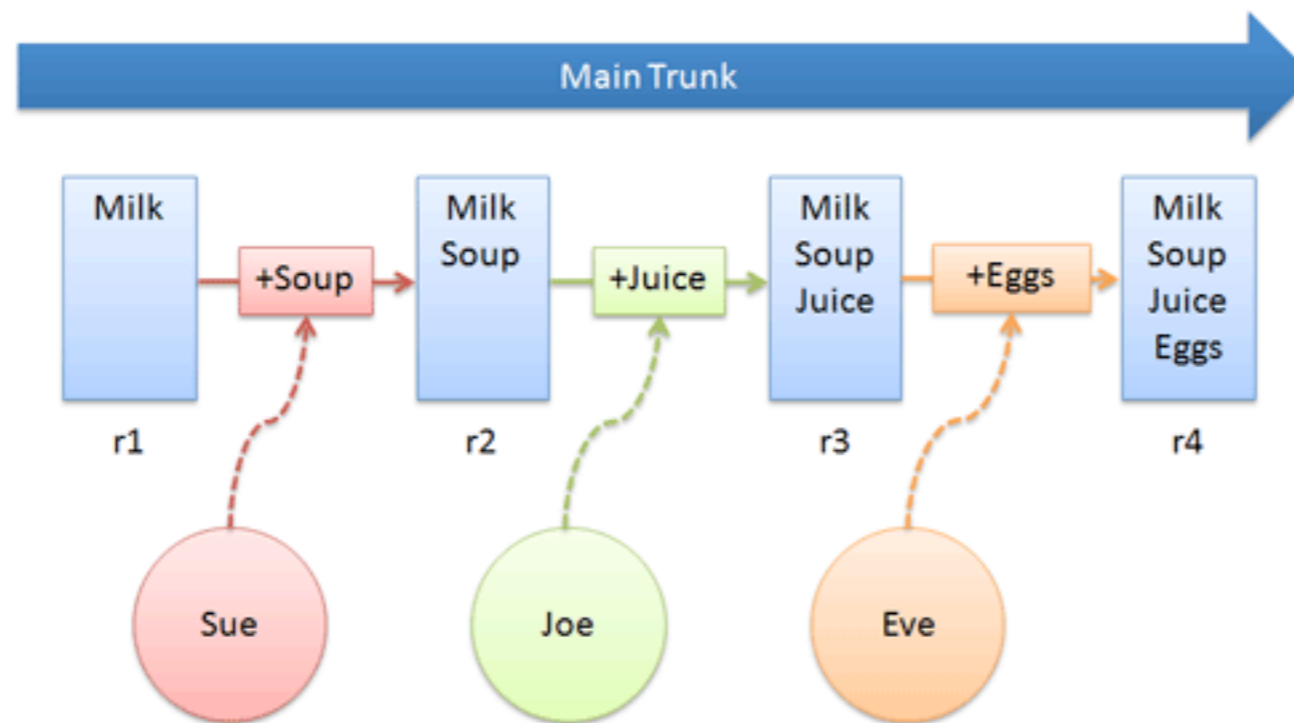 Main Trunk
Milk
+Soup
Milk
Soup
+Juice
Milk
Soup
Juice
+Eggs
Milk
Soup
Juice
Eggs
r1
r2
r3
r4
Sue
Joe
Eve